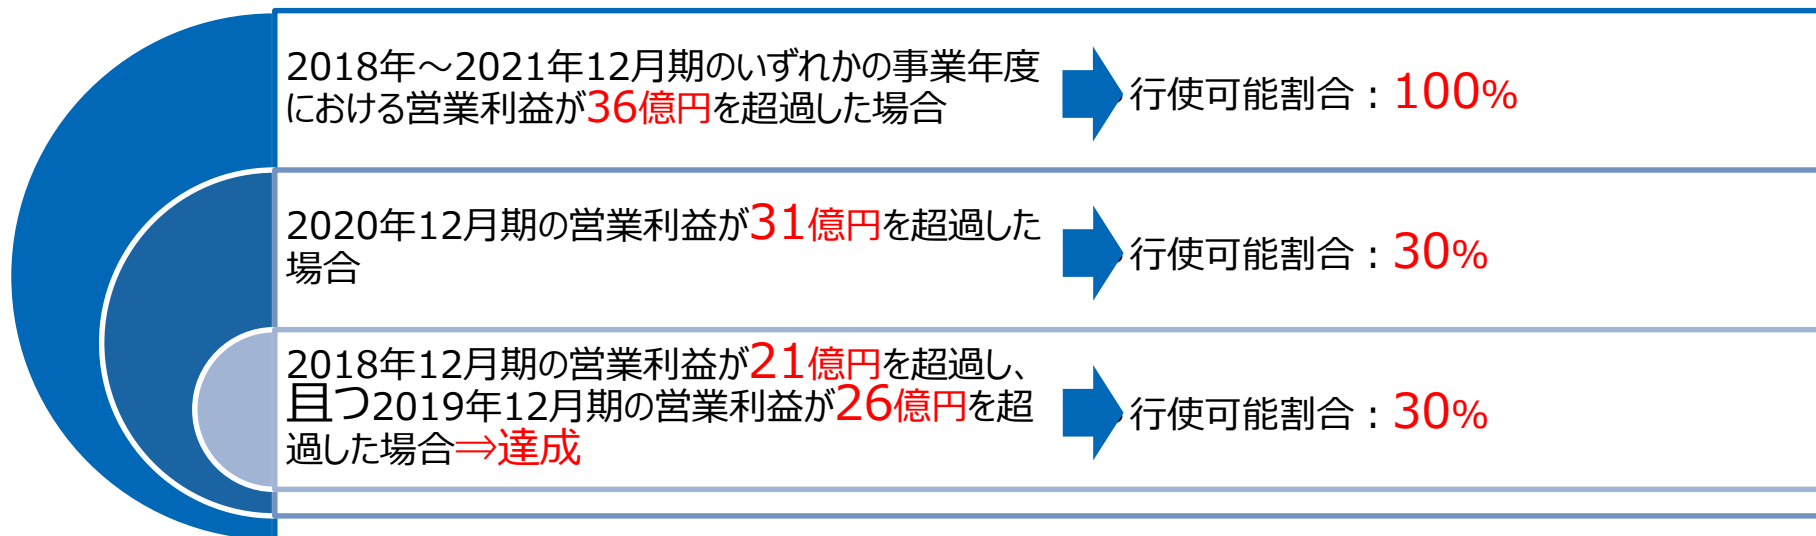 2018年～2021年12月期のいずれかの事業年度
における営業利益が36億円を超過した場合
行使可能割合：100%
2020年12月期の営業利益が31億円を超過した
場合
行使可能割合：30%
2018年12月期の営業利益が21億円を超過し、
且つ2019年12月期の営業利益が26億円を超
過した場合⇒達成
行使可能割合：30%